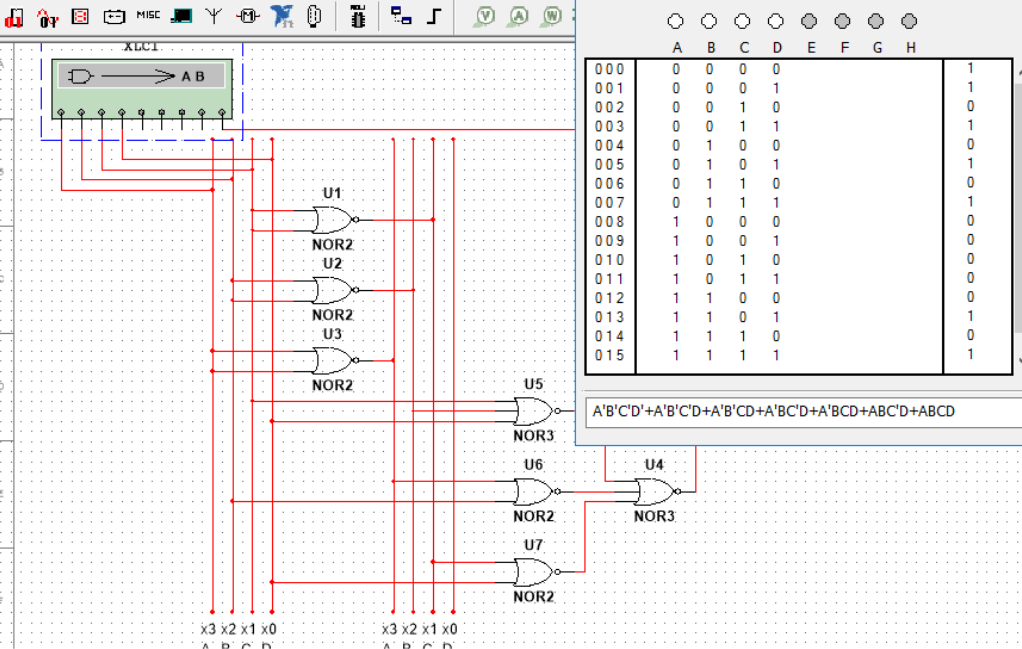 MISC
V
A
W
XLC1
A B
U1
NOR2
U2
NOR2
U3
NOR2
U5
NOR3
U6
NOR2
U4
NOR3
U7
NOR2
x3 x2 x1 x0
A B C D
x3 x2 x1 x0
A B C D
A B C D E F G H
000 0 0 0 0 1
001 0 0 0 1 1
002 0 0 1 0 0
003 0 0 1 1 1
004 0 1 0 0 0
005 0 1 0 1 1
006 0 1 1 0 0
007 0 1 1 1 1
008 1 0 0 0 0
009 1 0 0 1 0
010 1 0 1 0 0
011 1 0 1 1 0
012 1 1 0 0 0
013 1 1 0 1 1
014 1 1 1 0 0
015 1 1 1 1 1
A'B'C'D'+A'B'C'D+A'B'CD+A'BC'D+A'BCD+ABC'D+ABCD